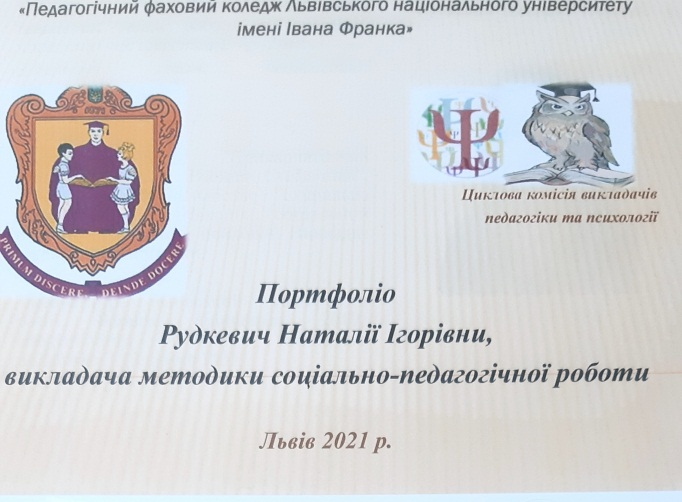 «Педагогічний фаховий коледж Львівського національного університету
імені Івана Франка»
Циклова комісія викладачів
педагогіки та психології
PRIMUM DISCERE DEINDE DOCERE
Портфоліо
Рудкевич Наталії Ігорівни,
викладача методики соціально-педагогічної роботи
Львів 2021 р.